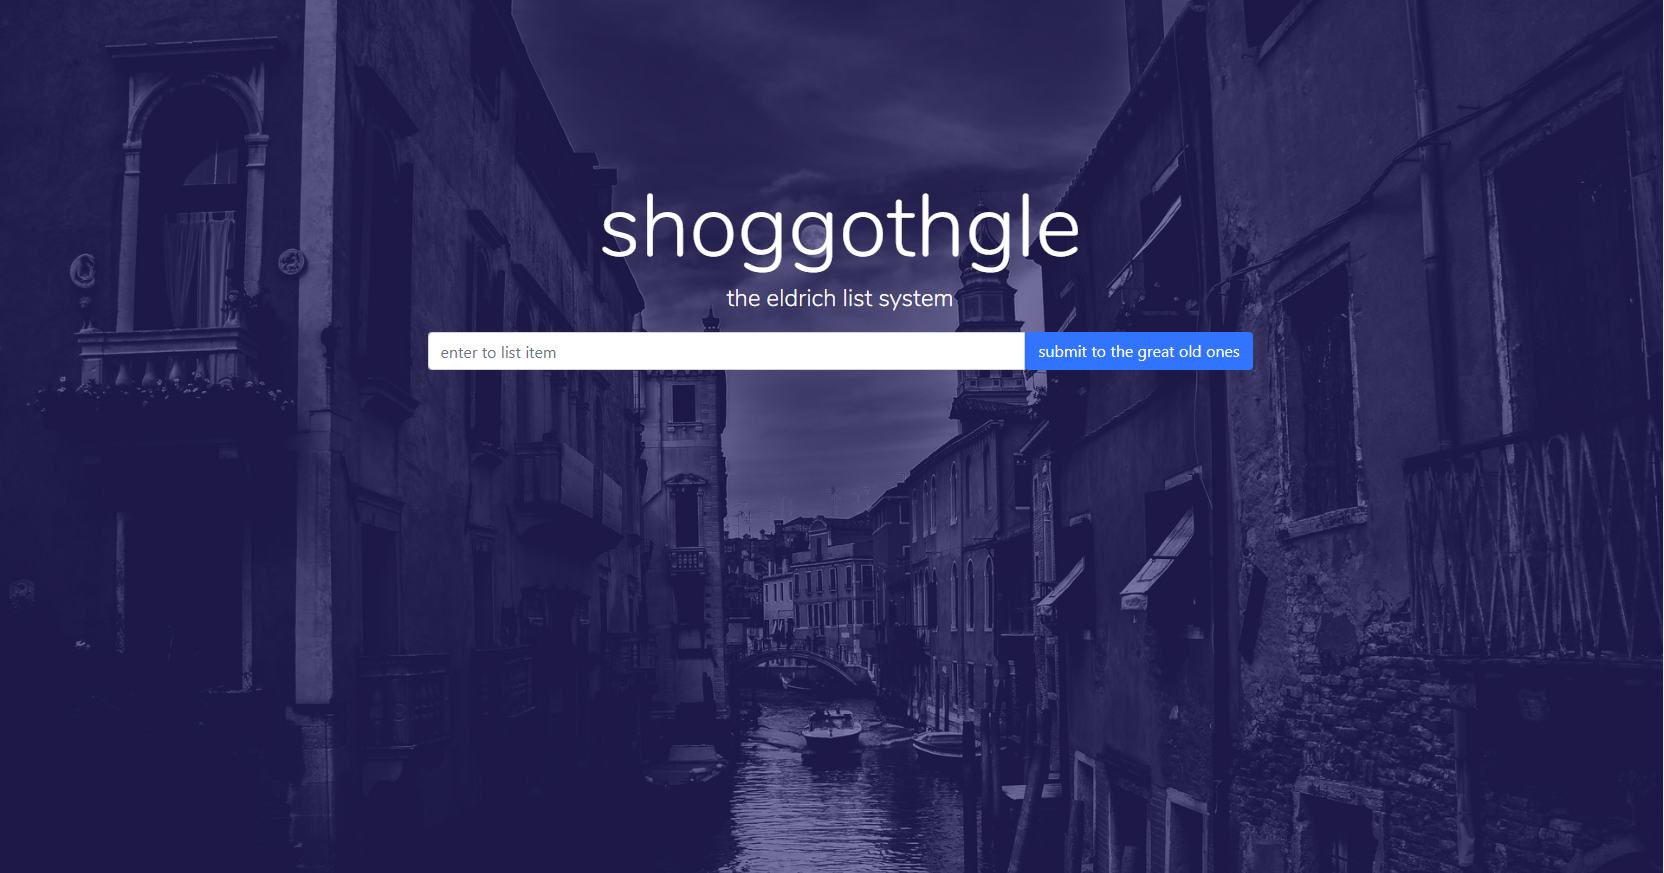 shoggothgle
the eldrich list system
enter to list item
submit to the great old ones